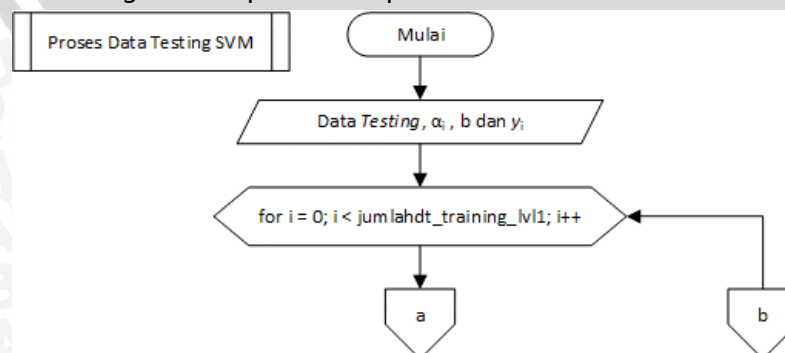 Proses Data Testing SVM
Mulai
Data Testing, αi , b dan yi
for i = 0; i < jumlahdt_training_lvl1; i++
a
b